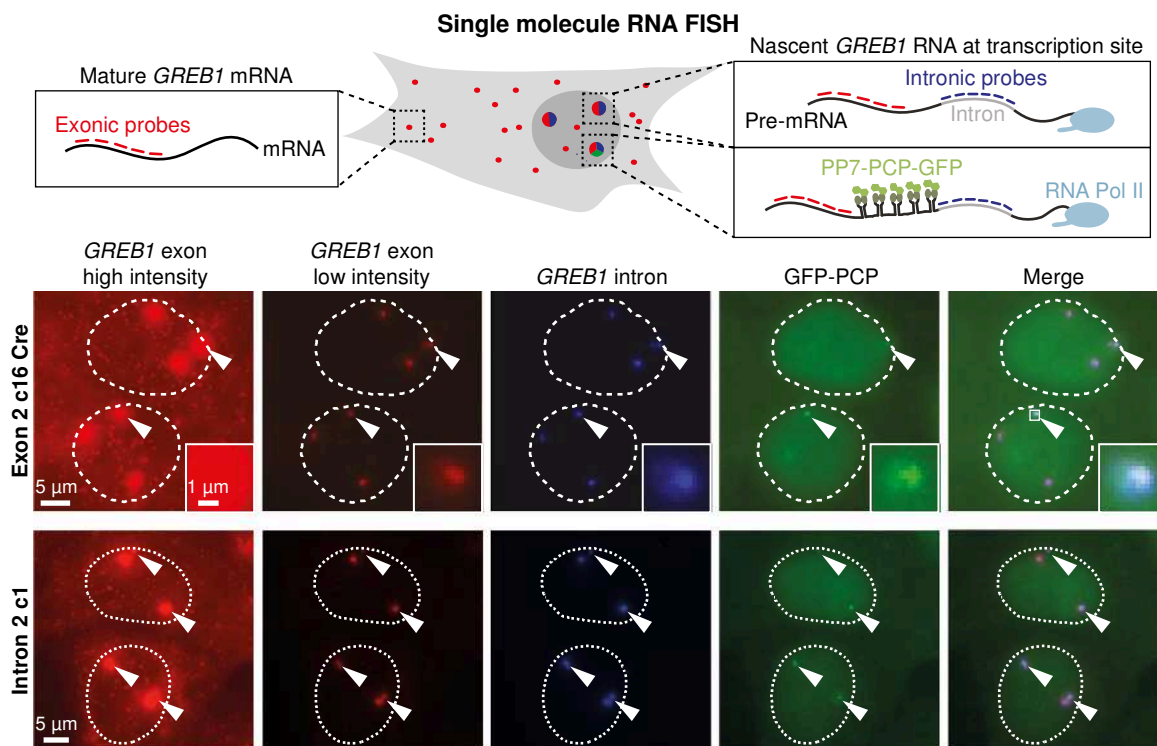 Single molecule RNA FISH
Mature GREB1 mRNA
Exonic probes
mRNA
Nascent GREB1 RNA at transcription site
Intronic probes
Pre-mRNA
Intron
PP7-PCP-GFP
RNA Pol II
GREB1 exon
high intensity
GREB1 exon
low intensity
GREB1 intron
GFP-PCP
Merge
Exon 2 c16 Cre
5 µm
1 µm
Intron 2 c1
5 µm